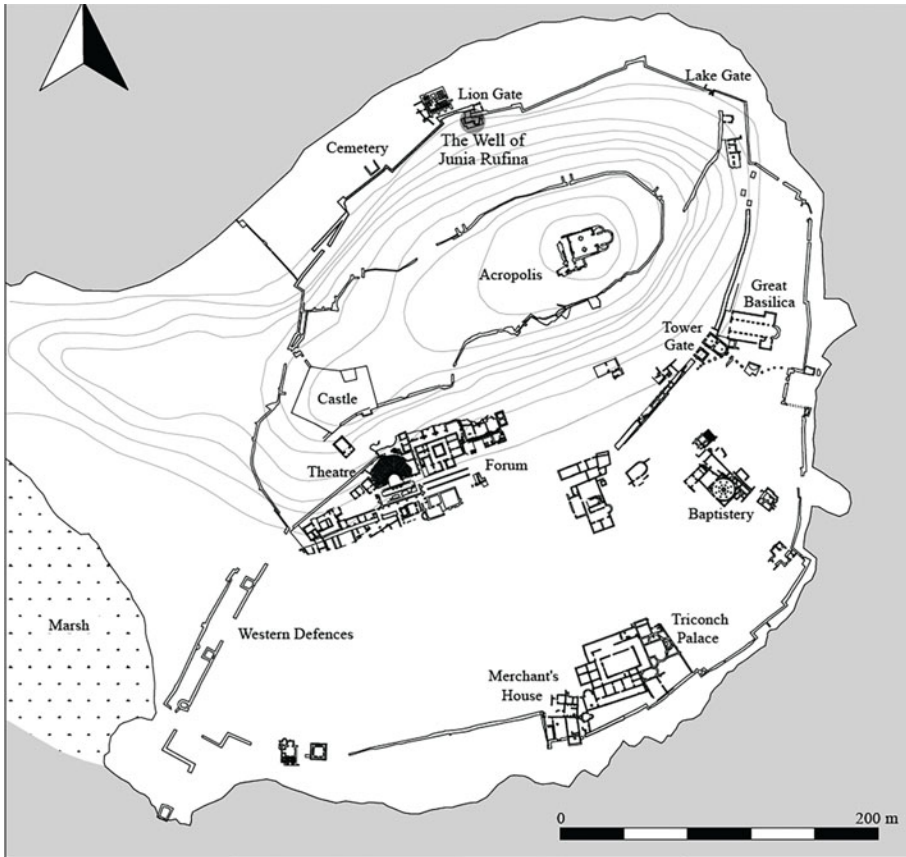 Lake Gate
Lion Gate
The Well of
Junia Rufina
Cemetery
Acropolis
Great
Basilica
Tower
Gate
Castle
Theatre
Forum
Baptistery
Marsh
Western Defences
Triconch
Palace
Merchant's
House
0 200 m